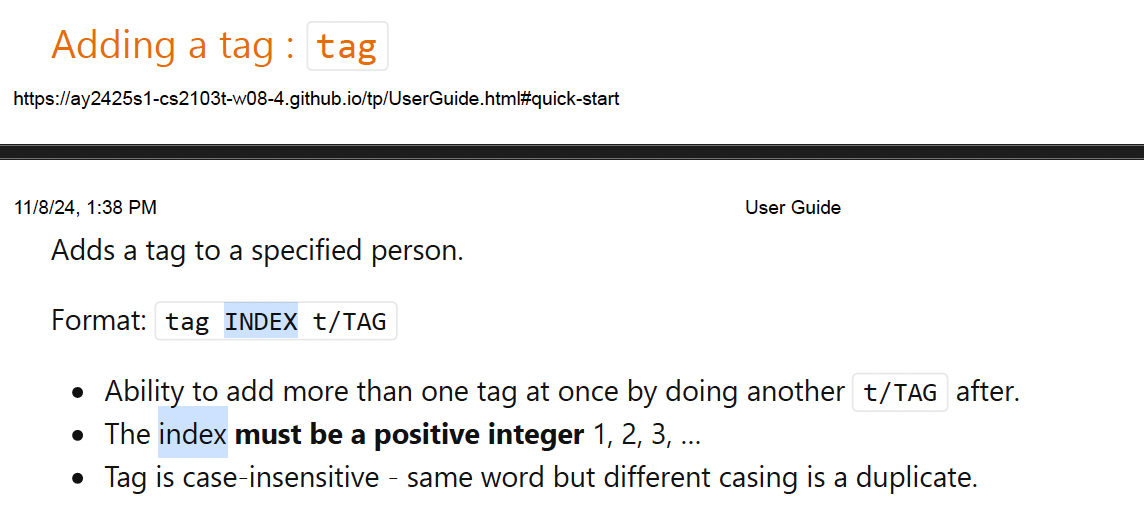 Adding a tag : tag
https://ay2425s1-cs2103t-w08-4.github.io/tp/UserGuide.html#quick-start
11/8/24, 1:38 PM User Guide
Adds a tag to a specified person.
Format: tag INDEX t/TAG
• Ability to add more than one tag at once by doing another t/TAG after.
• The index must be a positive integer 1, 2, 3, …
• Tag is case-insensitive - same word but different casing is a duplicate.